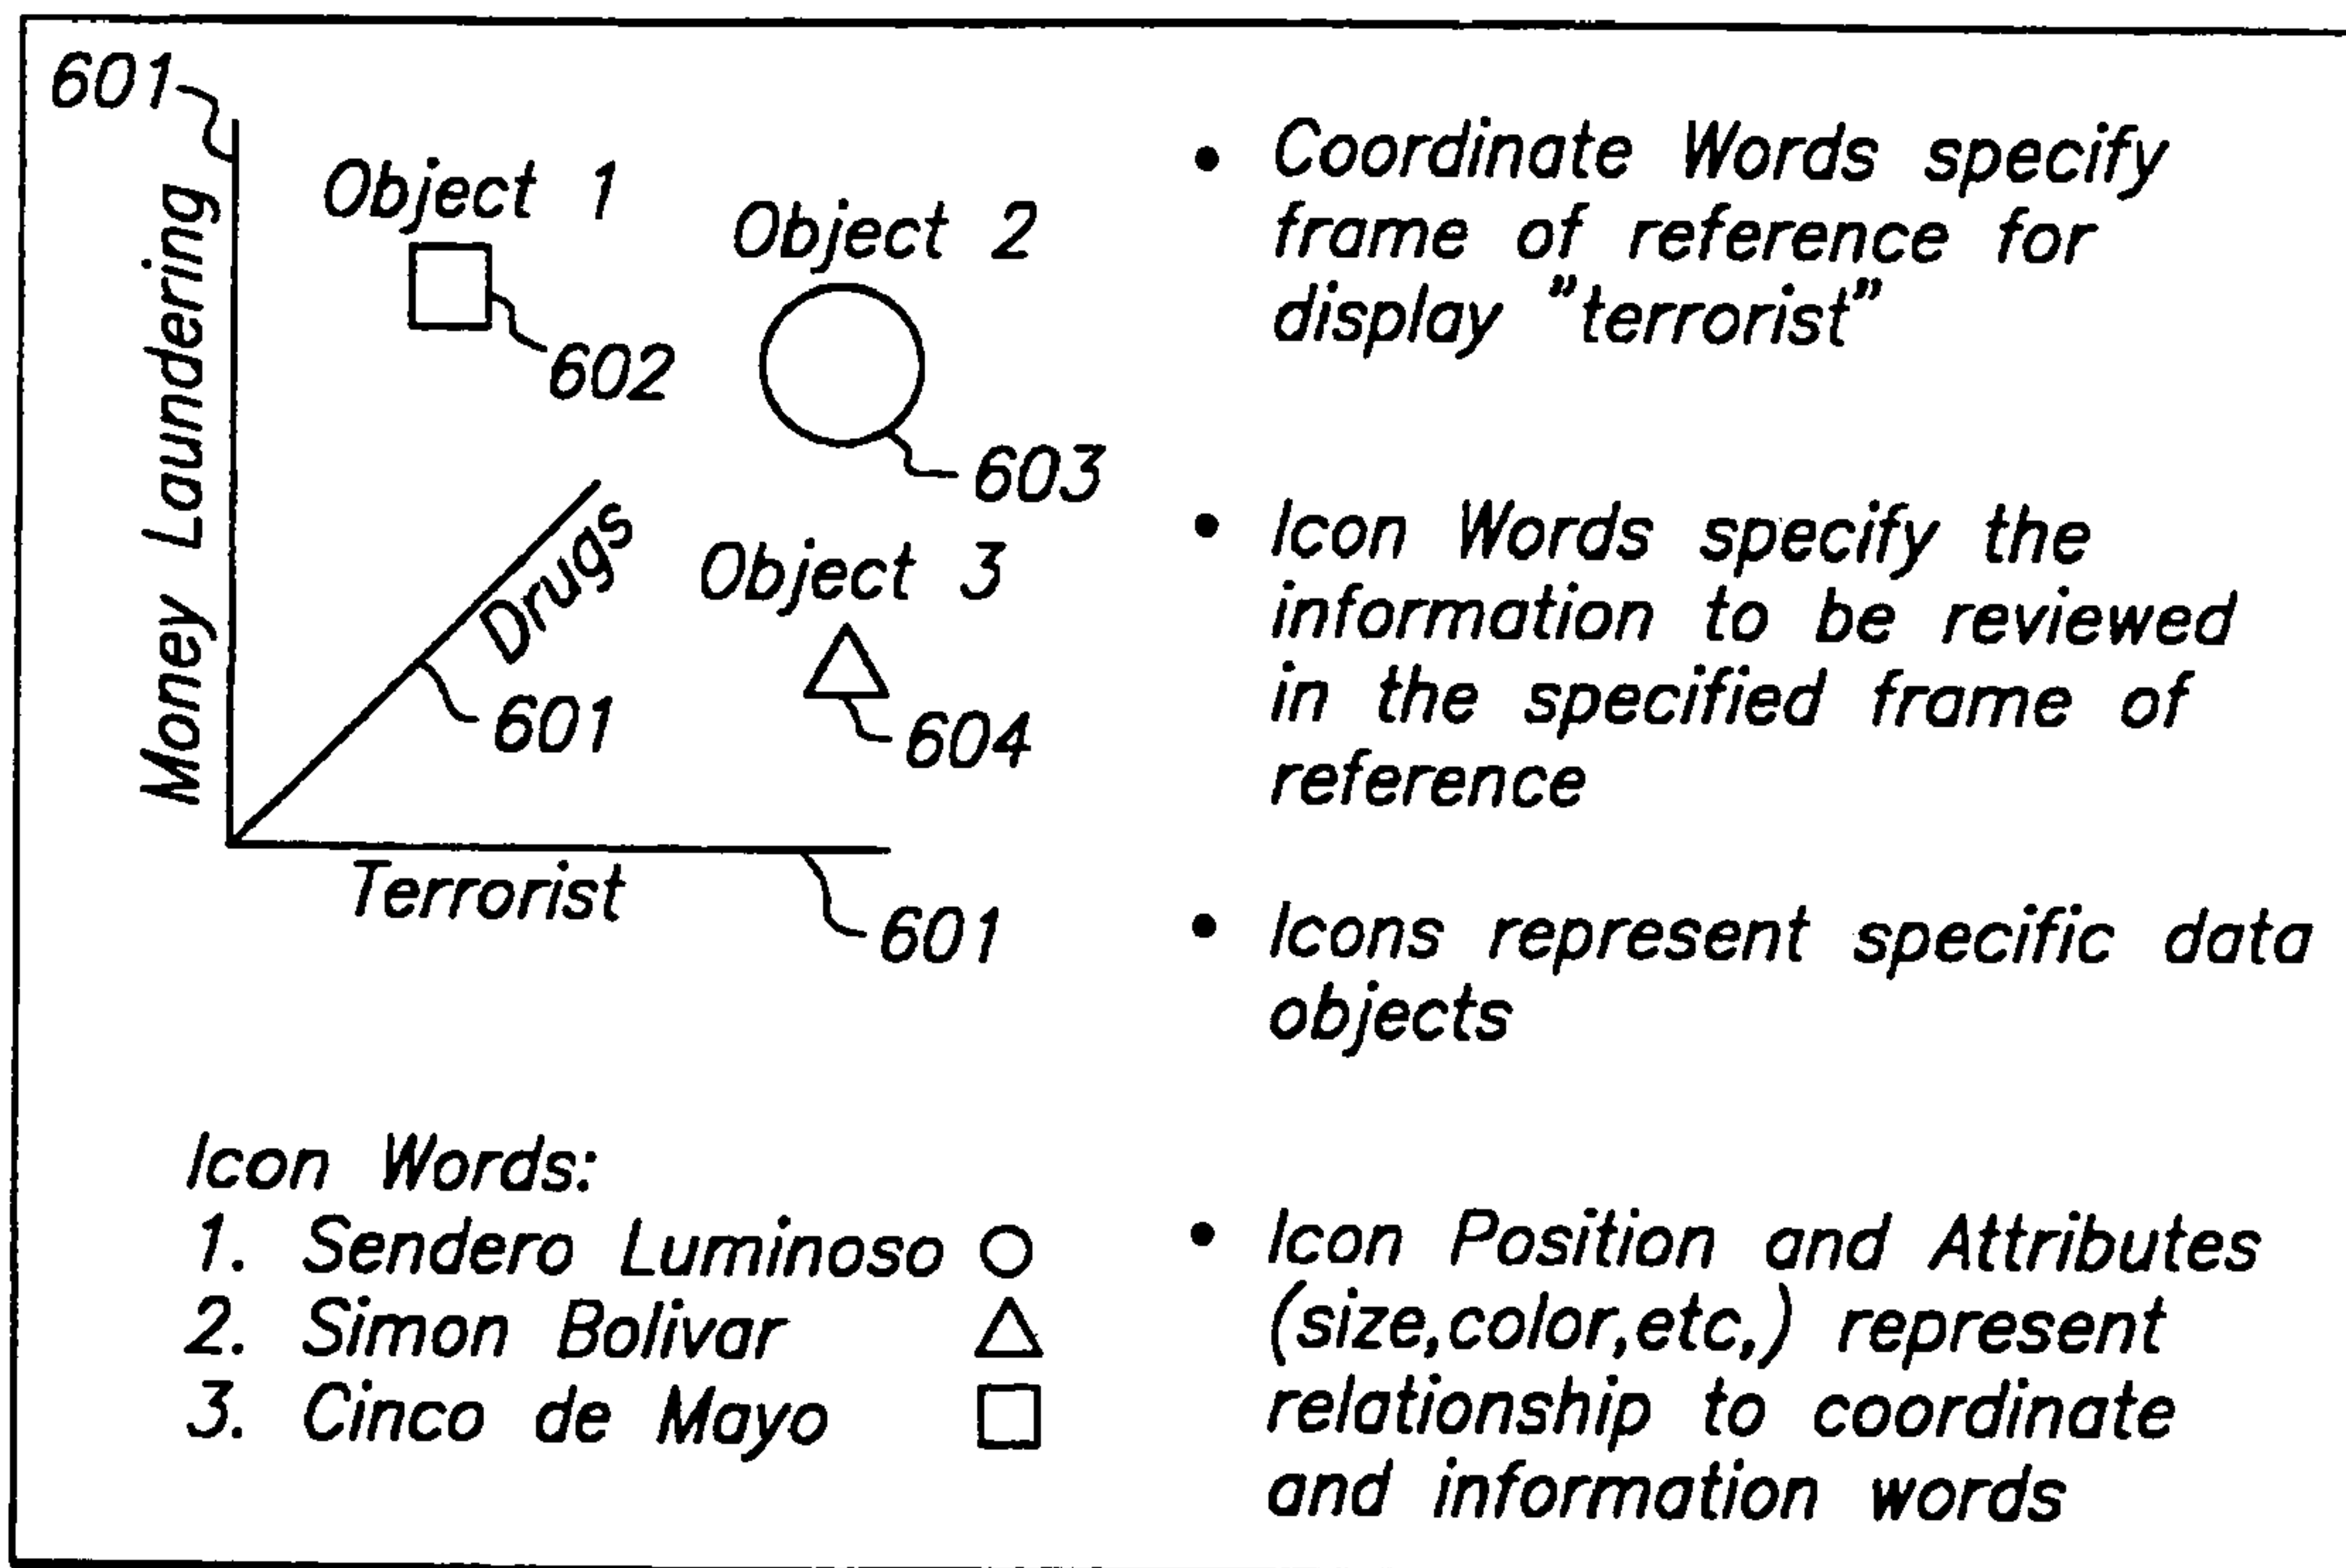 601
Money Laundering
Object 1
602
Object 2
603
Drugs
601
Object 3
604
Terrorist
601
Icon Words:
1. Sendero Luminoso
2. Simon Bolivar
3. Cinco de Mayo
• Coordinate Words specify
frame of reference for
display "terrorist"
• Icon Words specify the
information to be reviewed
in the specified frame of
reference
• Icons represent specific data
objects
• Icon Position and Attributes
(size,color,etc,) represent
relationship to coordinate
and information words